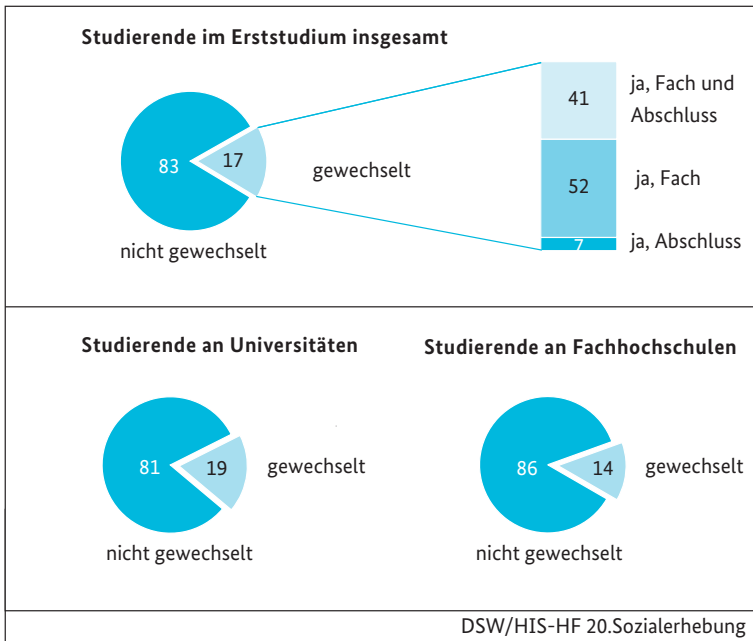 Studierende im Erststudium insgesamt
83
17
gewechselt
nicht gewechselt
41
ja, Fach und
Abschluss
52
ja, Fach
7
ja, Abschluss
Studierende an Universitäten
81
19
gewechselt
nicht gewechselt
Studierende an Fachhochschulen
86
14
gewechselt
nicht gewechselt
DSW/HIS-HF 20.Sozialerhebung